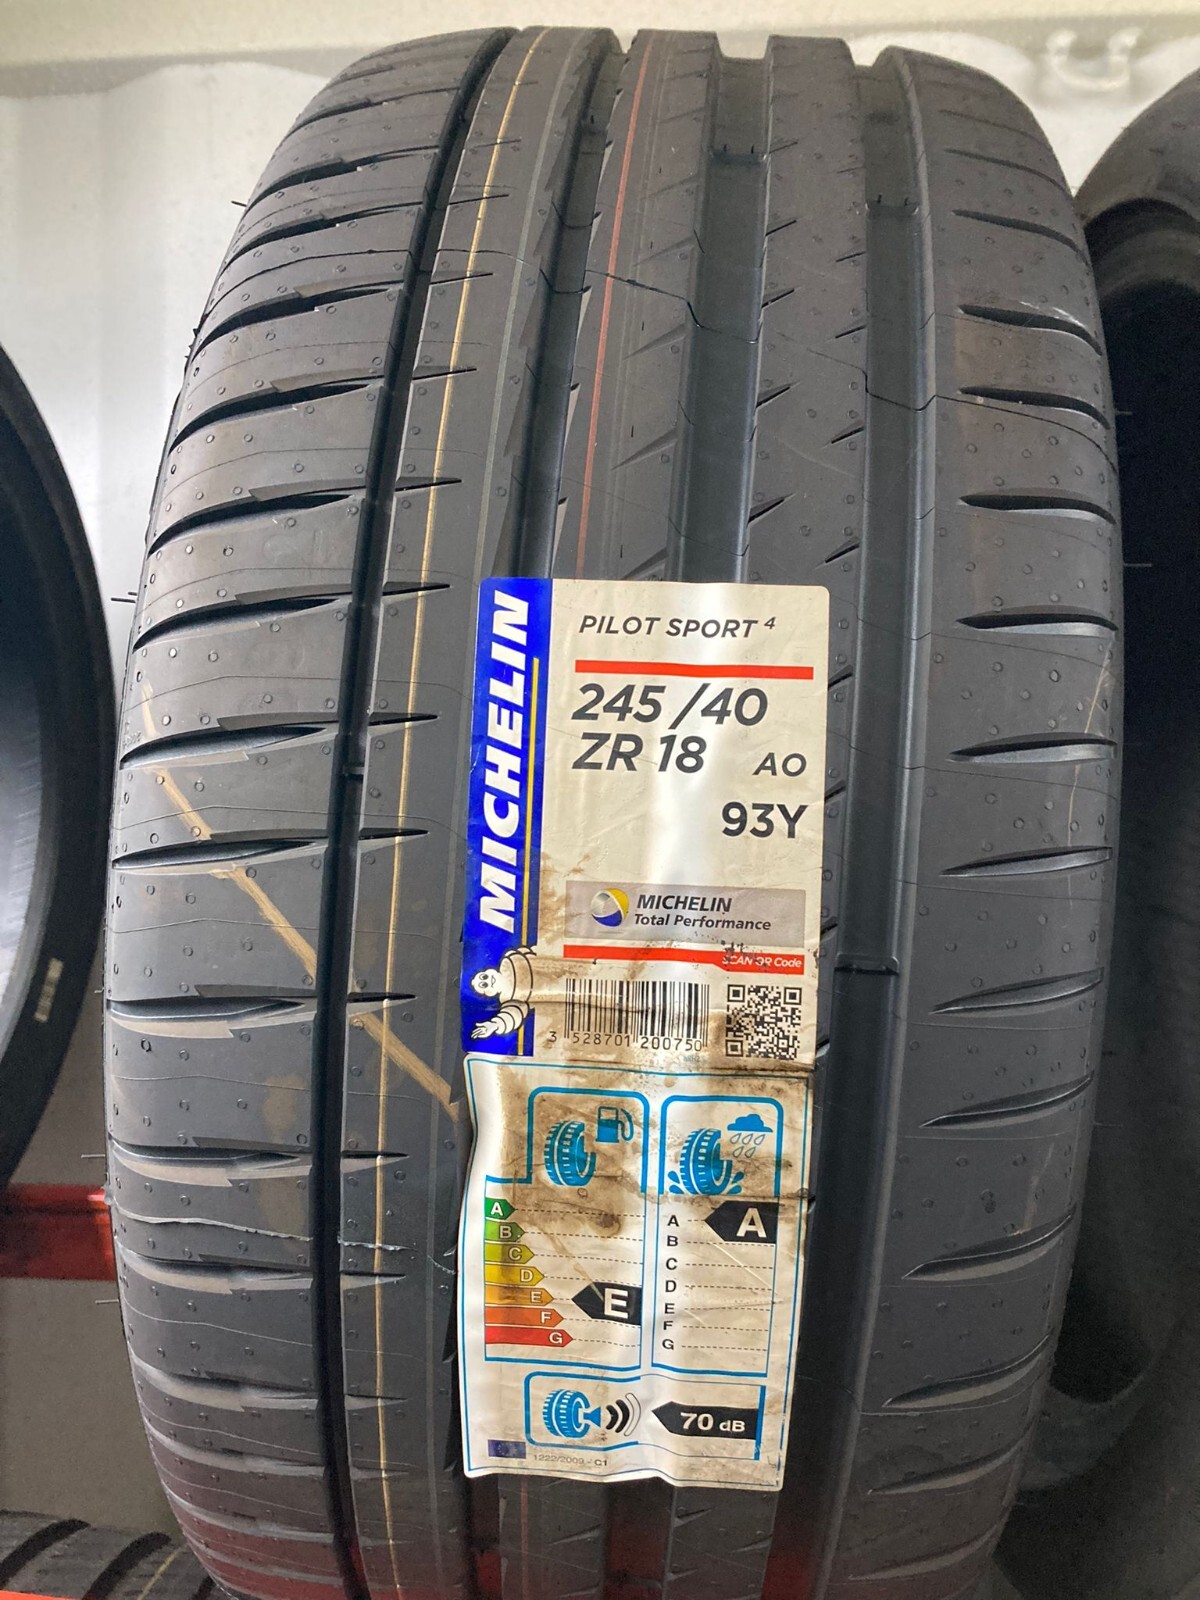 MICHELIN
PILOT SPORT 4
245/40
ZR 18 AO
93Y
MICHELIN
Total Performance
SCAN QR Code
3 528701 200750
A
B
C
D
E
F
G
E
A
B
C
D
E
F
G
A
70 dB
1222/2009 - C1